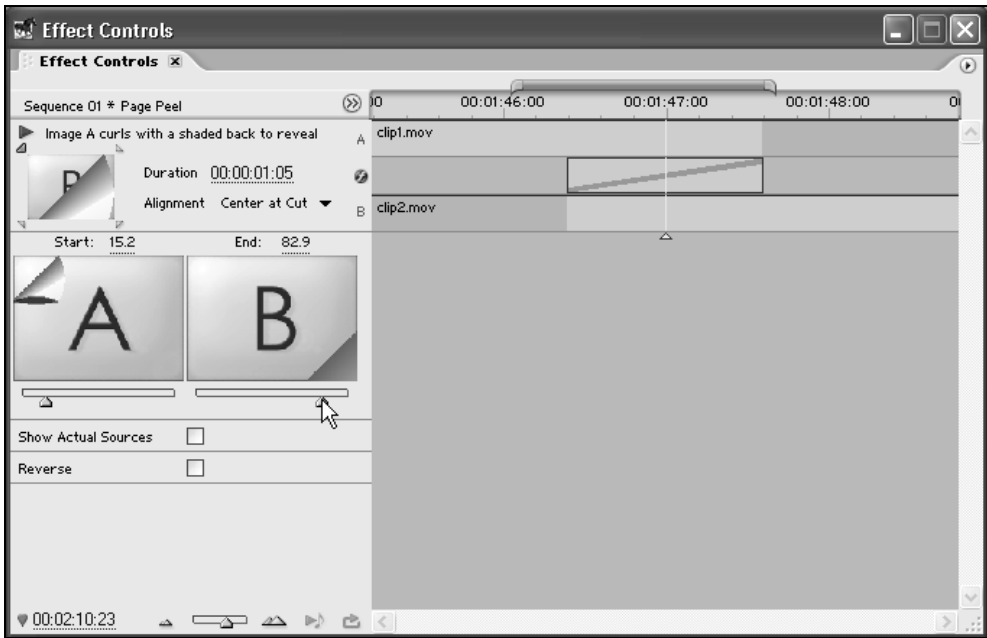 Effect Controls
Effect Controls
Sequence 01 * Page Peel
00 00:01:46:00 00:01:47:00 00:01:48:00 0
Image A curls with a shaded back to reveal
A clip1.mov
Duration 00:00:01:05
Alignment Center at Cut
B clip2.mov
Start: 15.2 End: 82.9
A B
Show Actual Sources
Reverse
00:02:10:23